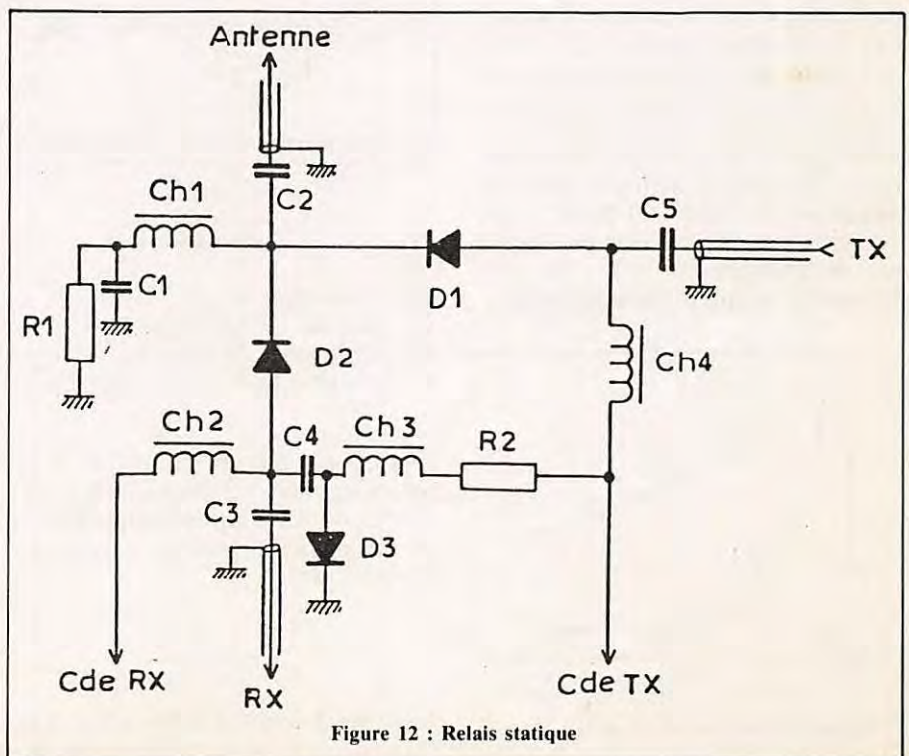 Antenne
C2
Ch1
C5
TX
C1
D1
R1
Ch4
D2
Ch2
C4
Ch3
R2
C3
D3
Cde RX
RX
Cde TX
Figure 12 : Relais statique